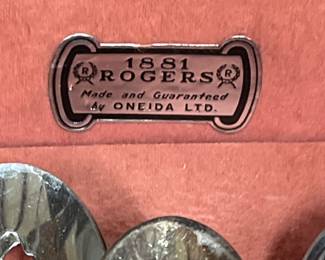 1881
R ROGERS R
Made and Guaranteed
by ONEIDA LTD.